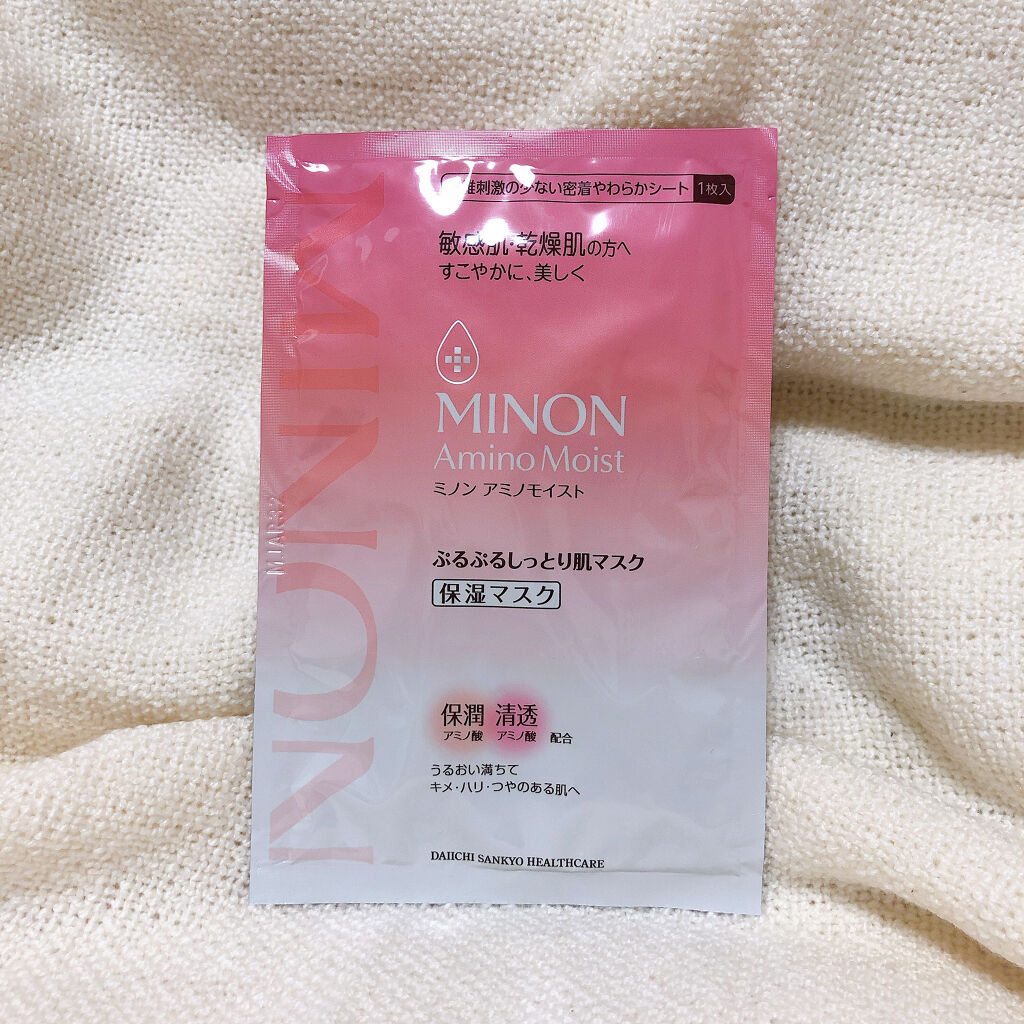 刺激の少ない密着やわらかシート 1枚入
敏感肌・乾燥肌の方へ
すこやかに、美しく
MINON
MINON
Amino Moist
ミノン アミノモイスト
ぷるぷるしっとり肌マスク
保湿マスク
保潤 清透
アミノ酸 アミノ酸 配合
うるおい満ちて
キメ・ハリ・つやのある肌へ
DAIICHI SANKYO HEALTHCARE